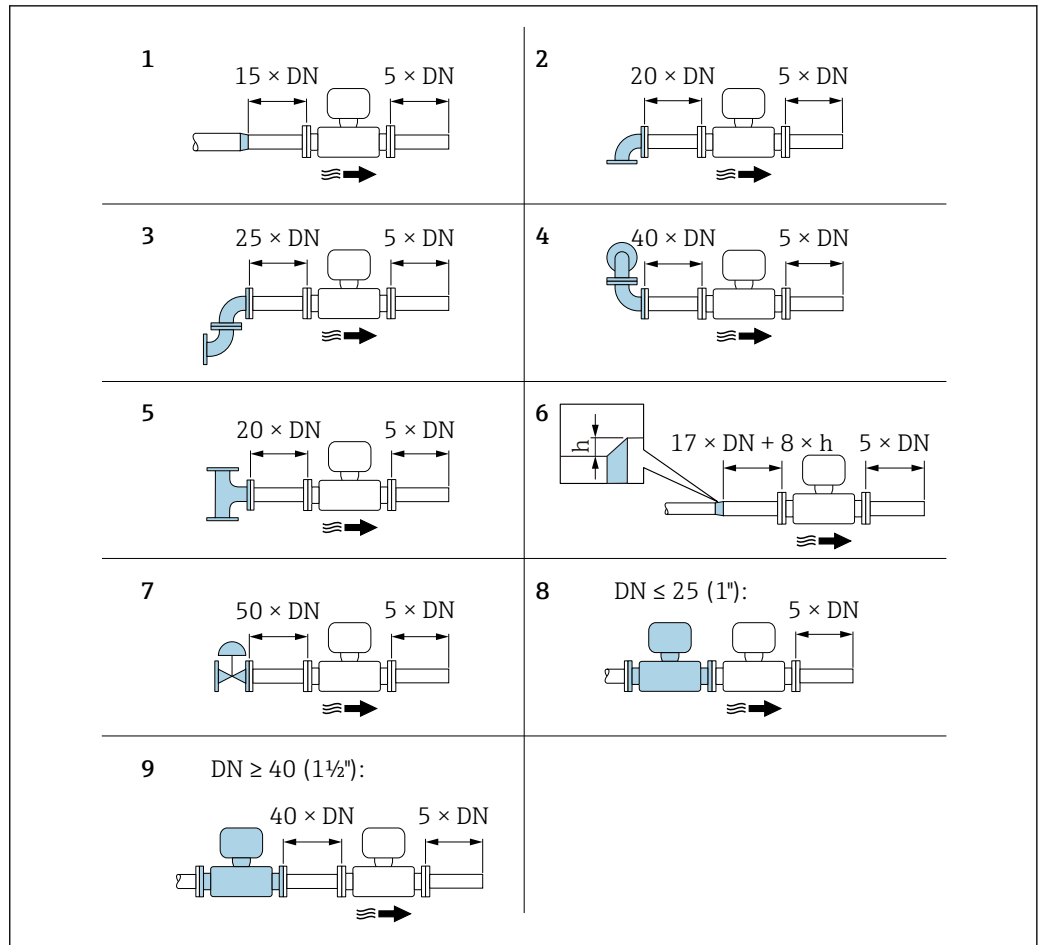 1
15 × DN 5 × DN
2
20 × DN 5 × DN
3
25 × DN 5 × DN
4
40 × DN 5 × DN
5
20 × DN 5 × DN
6
h
17 × DN + 8 × h 5 × DN
7
50 × DN 5 × DN
8 DN ≤ 25 (1"):
5 × DN
9 DN ≥ 40 (1½"):
40 × DN 5 × DN